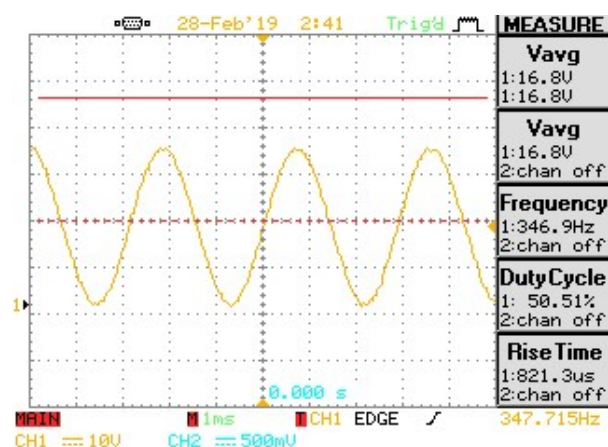 28-Feb'19 2:41 Trig'd MEASURE
Vavg
1:16.8V
1:16.8V
Vavg
1:16.8V
2:chan off
Frequency
1:346.9Hz
2:chan off
DutyCycle
1: 50.51%
2:chan off
RiseTime
1:821.3us
2:chan off
1
0.000 s
MAIN M 1ms T CH1 EDGE 347.715Hz
CH1 10V CH2 500mV